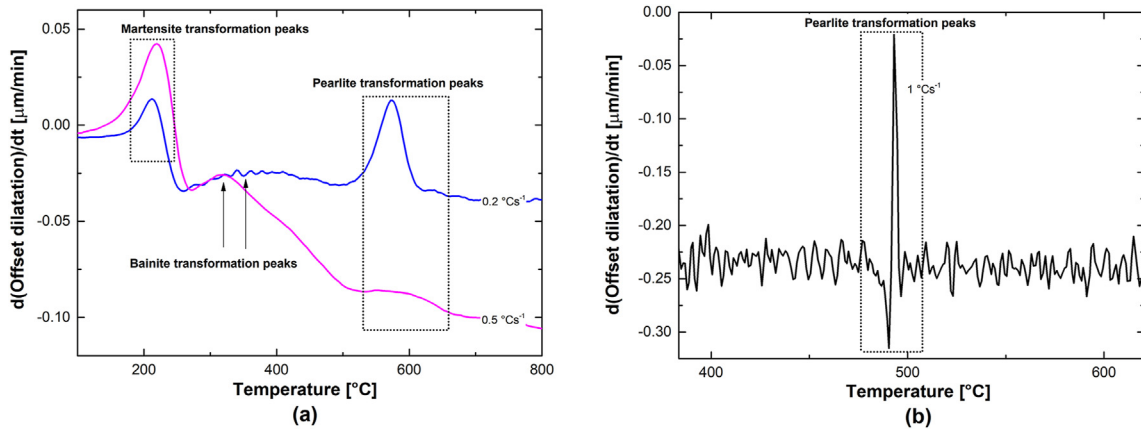 Martensite transformation peaks
Pearlite transformation peaks
0.2 °Cs-1
Bainite transformation peaks
0.5 °Cs-1
d(Offset dilatation)/dt [μm/min]
0.05
0.00
-0.05
-0.10
200
400
600
800
Temperature [°C]
(a)
Pearlite transformation peaks
1 °Cs-1
d(Offset dilatation)/dt [μm/min]
0.00
-0.05
-0.10
-0.15
-0.20
-0.25
-0.30
400
500
600
Temperature [°C]
(b)